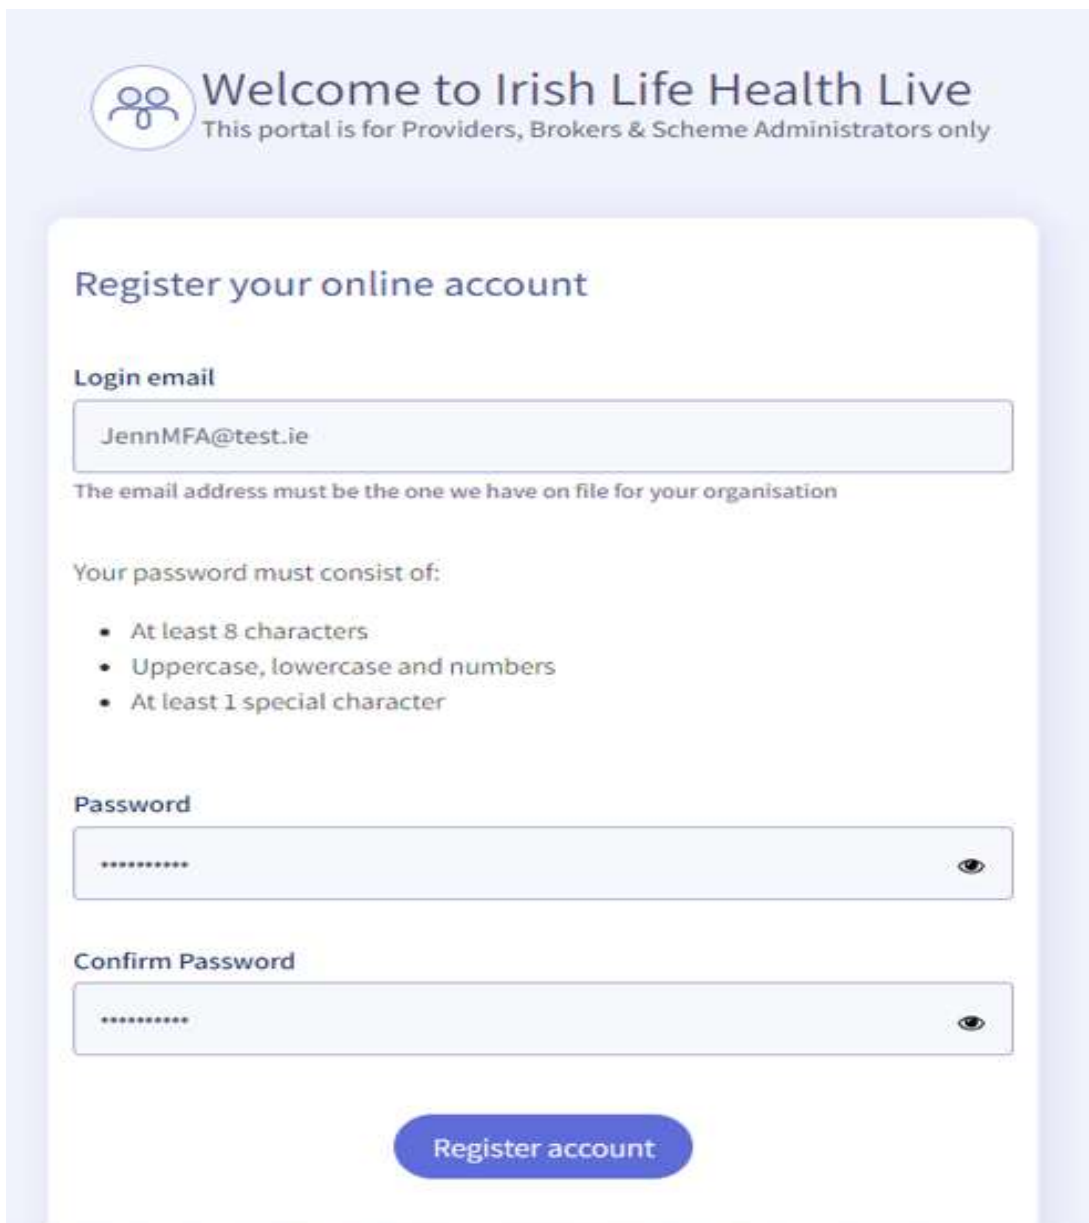 Welcome to Irish Life Health Live
This portal is for Providers, Brokers & Scheme Administrators only
Register your online account
Login email
JennMFA@test.ie
The email address must be the one we have on file for your organisation
Your password must consist of:
• At least 8 characters
• Uppercase, lowercase and numbers
• At least 1 special character
Password
••••••••••
Confirm Password
••••••••••
Register account